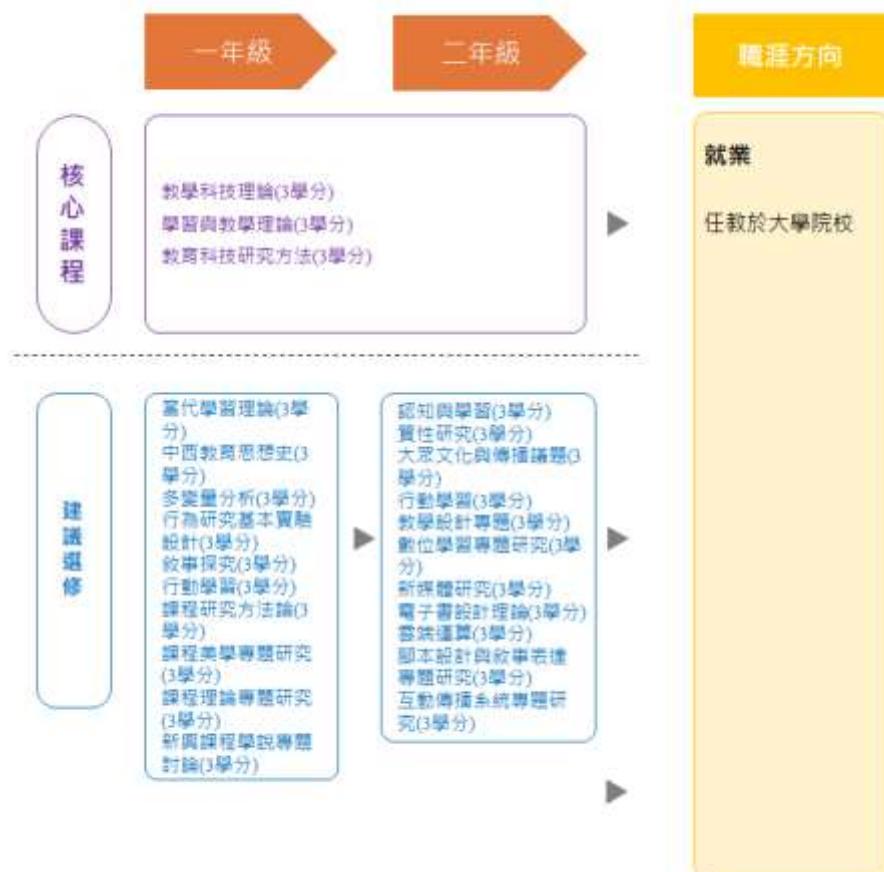 一年級
二年級
職涯方向
核
心
課
程
教學科技理論(3學分)
學習與教學理論(3學分)
教育科技研究方法(3學分)
就業
任教於大學院校
建
議
選
修
當代學習理論(3學
分)
中西教育思想史(3
學分)
多變量分析(3學分)
行為研究基本實驗
設計(3學分)
敘事探究(3學分)
行動學習(3學分)
課程研究方法論(3
學分)
課程美學專題研究
(3學分)
課程理論專題研究
(3學分)
新興課程學說專題
討論(3學分)
認知與學習(3學分)
質性研究(3學分)
大眾文化與傳播議題(3
學分)
行動學習(3學分)
教學設計專題(3學分)
數位學習專題研究(3學
分)
新媒體研究(3學分)
電子書設計理論(3學分)
雲端運算(3學分)
腳本設計與敘事表達
專題研究(3學分)
互動傳播系統專題研
究(3學分)